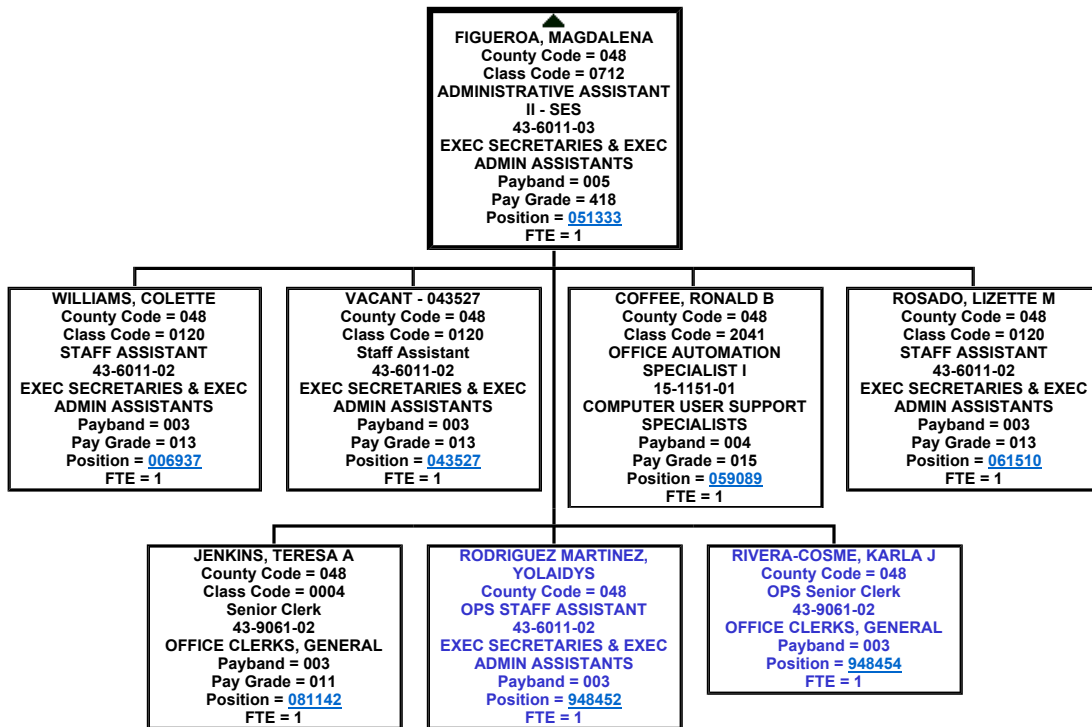 FIGUEROA, MAGDALENA
County Code = 048
Class Code = 0712
ADMINISTRATIVE ASSISTANT
II - SES
43-6011-03
EXEC SECRETARIES & EXEC
ADMIN ASSISTANTS
Payband = 005
Pay Grade = 418
Position = 051333
FTE = 1
WILLIAMS, COLETTE
County Code = 048
Class Code = 0120
STAFF ASSISTANT
43-6011-02
EXEC SECRETARIES & EXEC
ADMIN ASSISTANTS
Payband = 003
Pay Grade = 013
Position = 006937
FTE = 1
VACANT - 043527
County Code = 048
Class Code = 0120
Staff Assistant
43-6011-02
EXEC SECRETARIES & EXEC
ADMIN ASSISTANTS
Payband = 003
Pay Grade = 013
Position = 043527
FTE = 1
COFFEE, RONALD B
County Code = 048
Class Code = 2041
OFFICE AUTOMATION
SPECIALIST I
15-1151-01
COMPUTER USER SUPPORT
SPECIALISTS
Payband = 004
Pay Grade = 015
Position = 059089
FTE = 1
ROSADO, LIZETTE M
County Code = 048
Class Code = 0120
STAFF ASSISTANT
43-6011-02
EXEC SECRETARIES & EXEC
ADMIN ASSISTANTS
Payband = 003
Pay Grade = 013
Position = 061510
FTE = 1
JENKINS, TERESA A
County Code = 048
Class Code = 0004
Senior Clerk
43-9061-02
OFFICE CLERKS, GENERAL
Payband = 003
Pay Grade = 011
Position = 081142
FTE = 1
RODRIGUEZ MARTINEZ,
YOLAIDYS
County Code = 048
OPS STAFF ASSISTANT
43-6011-02
EXEC SECRETARIES & EXEC
ADMIN ASSISTANTS
Payband = 003
Position = 948452
FTE = 1
RIVERA-COSME, KARLA J
County Code = 048
OPS Senior Clerk
43-9061-02
OFFICE CLERKS, GENERAL
Payband = 003
Position = 948454
FTE = 1